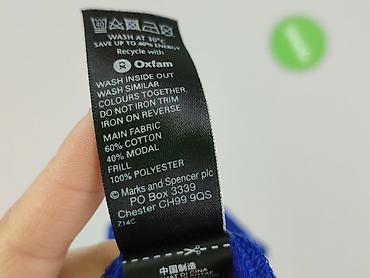 WASH AT 30°C
SAVE UP TO 40% ENERGY
Recycle with
Oxfam
WASH INSIDE OUT
WASH SIMILAR
COLOURS TOGETHER.
DO NOT IRON TRIM
IRON ON REVERSE
MAIN FABRIC
60% COTTON
40% MODAL
FRILL
100% POLYESTER
© Marks and Spencer plc
PO Box 3339
Chester CH99 9QS
Z14C
中国制造